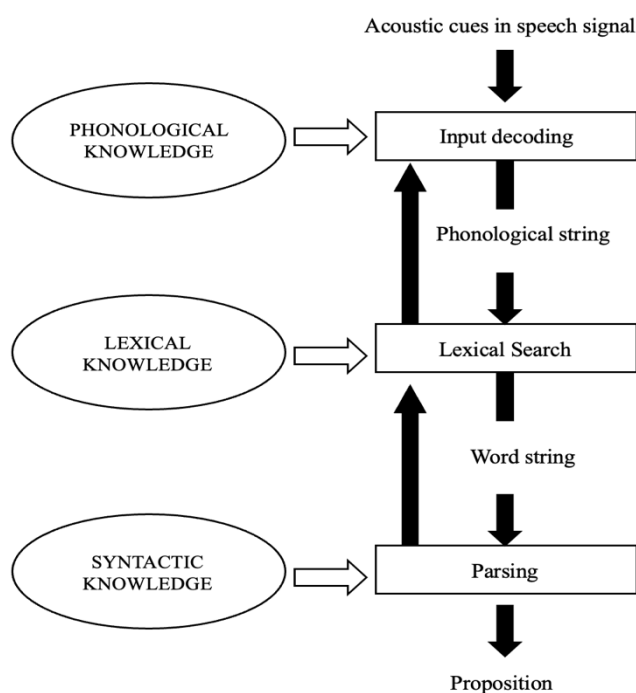 Acoustic cues in speech signal
PHONOLOGICAL
KNOWLEDGE
Input decoding
Phonological string
LEXICAL
KNOWLEDGE
Lexical Search
Word string
SYNTACTIC
KNOWLEDGE
Parsing
Proposition